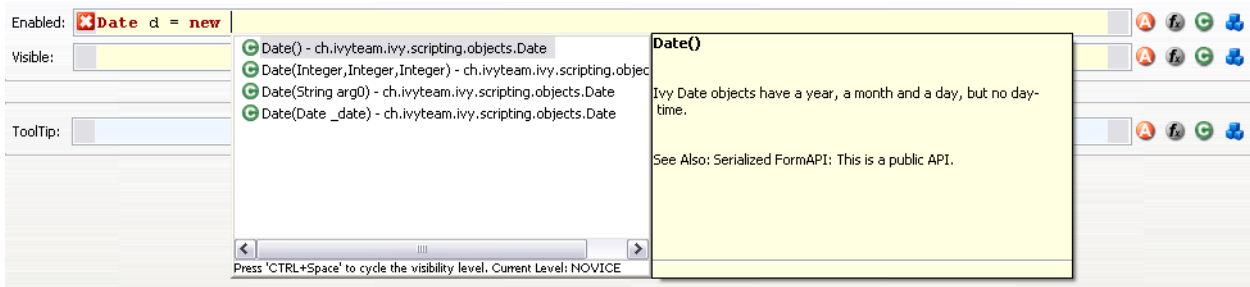 Enabled: Date d = new
Visible:
ToolTip:
Date() - ch.ivyteam.ivy.scripting.objects.Date
Date(Integer,Integer,Integer) - ch.ivyteam.ivy.scripting.objec
Date(String arg0) - ch.ivyteam.ivy.scripting.objects.Date
Date(Date _date) - ch.ivyteam.ivy.scripting.objects.Date
Press 'CTRL+Space' to cycle the visibility level. Current Level: NOVICE
Date()
Ivy Date objects have a year, a month and a day, but no day-
time.
See Also: Serialized FormAPI: This is a public API.